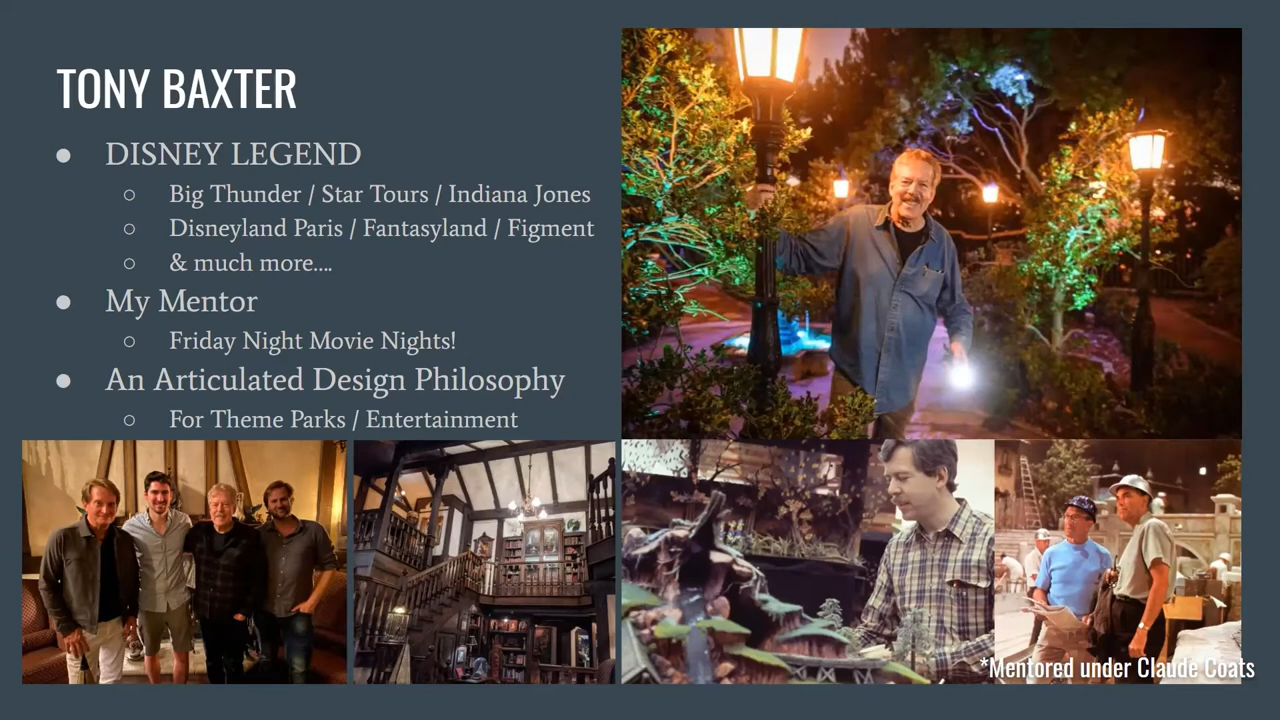 TONY BAXTER
● DISNEY LEGEND
○ Big Thunder / Star Tours / Indiana Jones
○ Disneyland Paris / Fantasyland / Figment
○ & much more....
● My Mentor
○ Friday Night Movie Nights!
● An Articulated Design Philosophy
○ For Theme Parks / Entertainment
*Mentored under Claude Coats